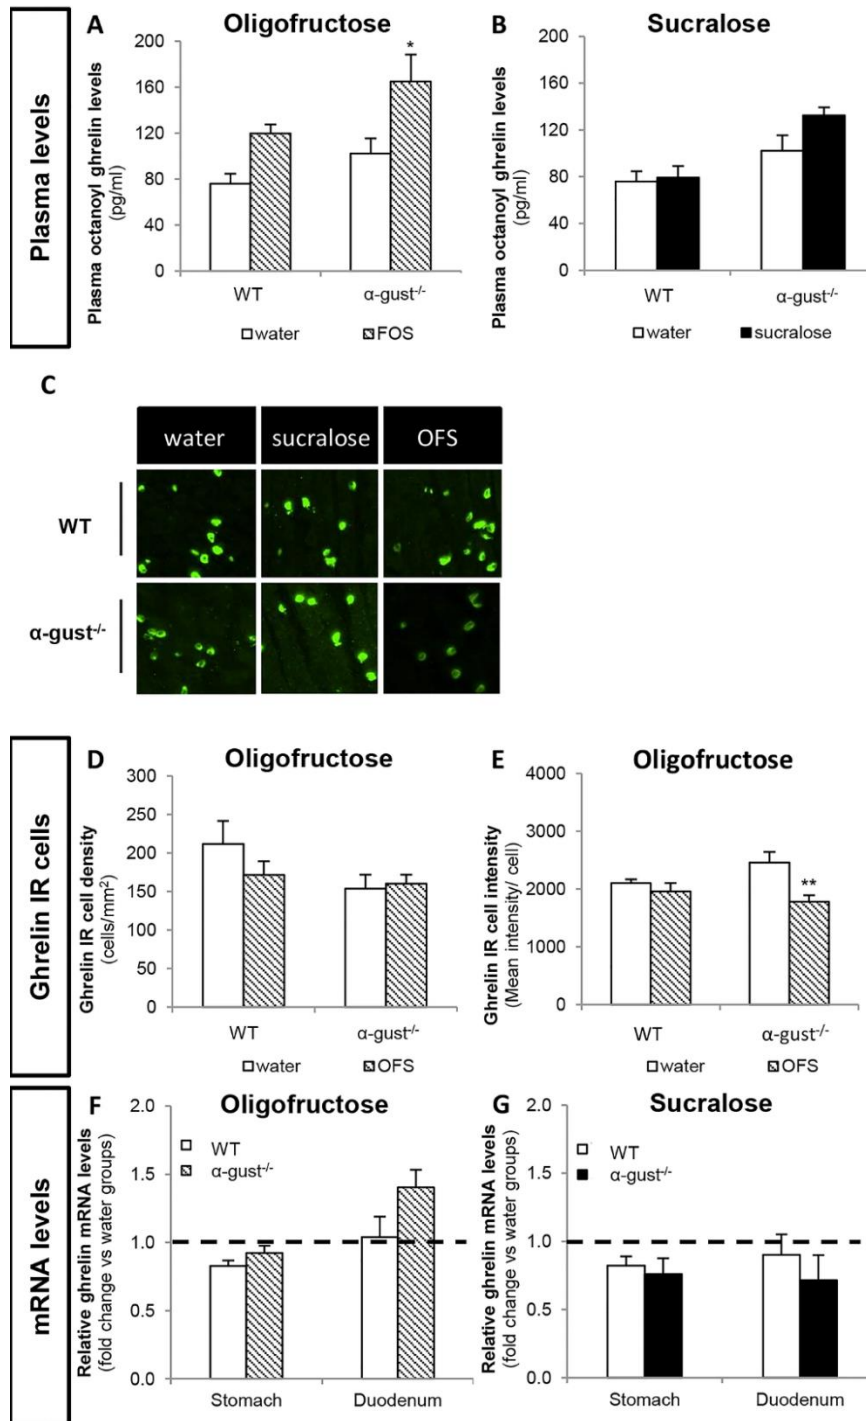 Plasma levels
A
Oligofructose
Plasma octanoyl ghrelin levels
(pg/ml)
200
160
120
80
40
0
*
WT
α-gust-/-
water
FOS
B
Sucralose
Plasma octanoyl ghrelin levels
(pg/ml)
200
160
120
80
40
0
WT
α-gust-/-
water
sucralose
C
water
sucralose
OFS
WT
α-gust-/-
Ghrelin IR cells
D
Oligofructose
Ghrelin IR cell density
(cells/mm²)
300
250
200
150
100
50
0
WT
α-gust-/-
water
OFS
E
Oligofructose
Ghrelin IR cell intensity
(Mean intensity/ cell)
4000
3000
2000
1000
0
**
WT
α-gust-/-
water
OFS
mRNA levels
F
Oligofructose
Relative ghrelin mRNA levels
(fold change vs water groups)
2.0
1.5
1.0
0.5
0.0
WT
α-gust-/-
Stomach
Duodenum
G
Sucralose
Relative ghrelin mRNA levels
(fold change vs water groups)
2.0
1.5
1.0
0.5
0.0
WT
α-gust-/-
Stomach
Duodenum